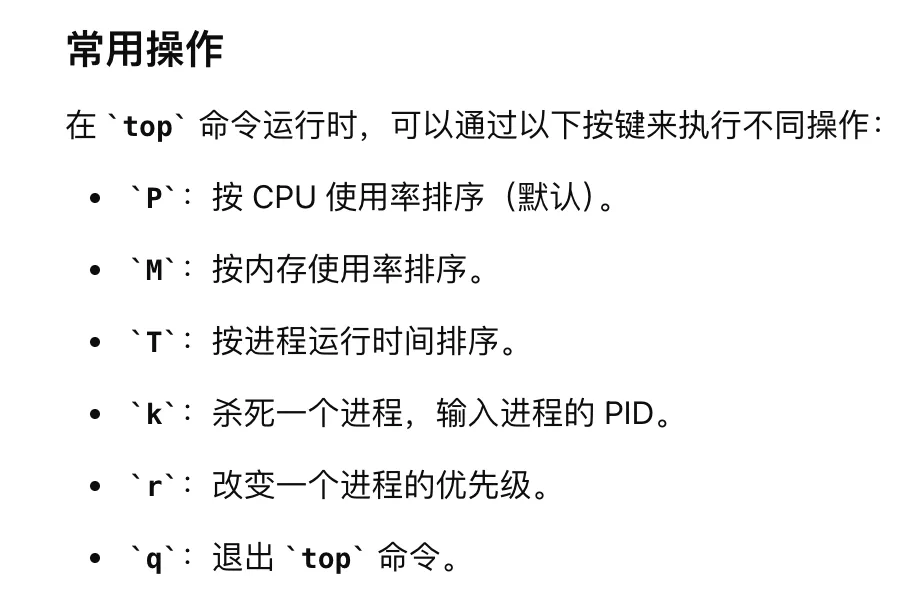 常用操作
在 `top` 命令运行时，可以通过以下按键来执行不同操作：
• `P`：按 CPU 使用率排序（默认）。
• `M`：按内存使用率排序。
• `T`：按进程运行时间排序。
• `k`：杀死一个进程，输入进程的 PID。
• `r`：改变一个进程的优先级。
• `q`：退出 `top` 命令。